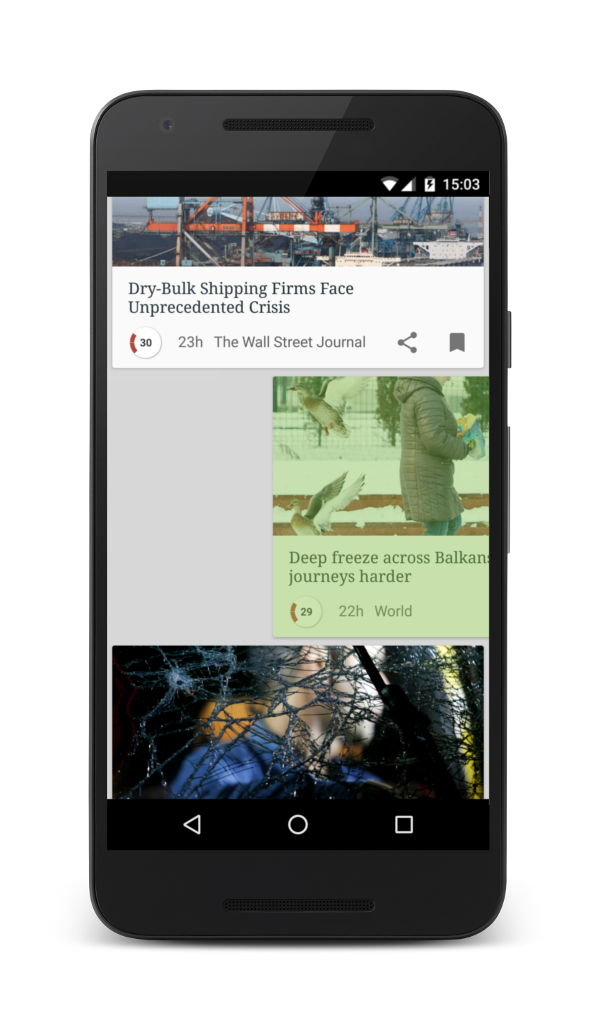 15:03
Dry-Bulk Shipping Firms Face
Unprecedented Crisis
30 23h The Wall Street Journal
Deep freeze across Balkans
journeys harder
29 22h World